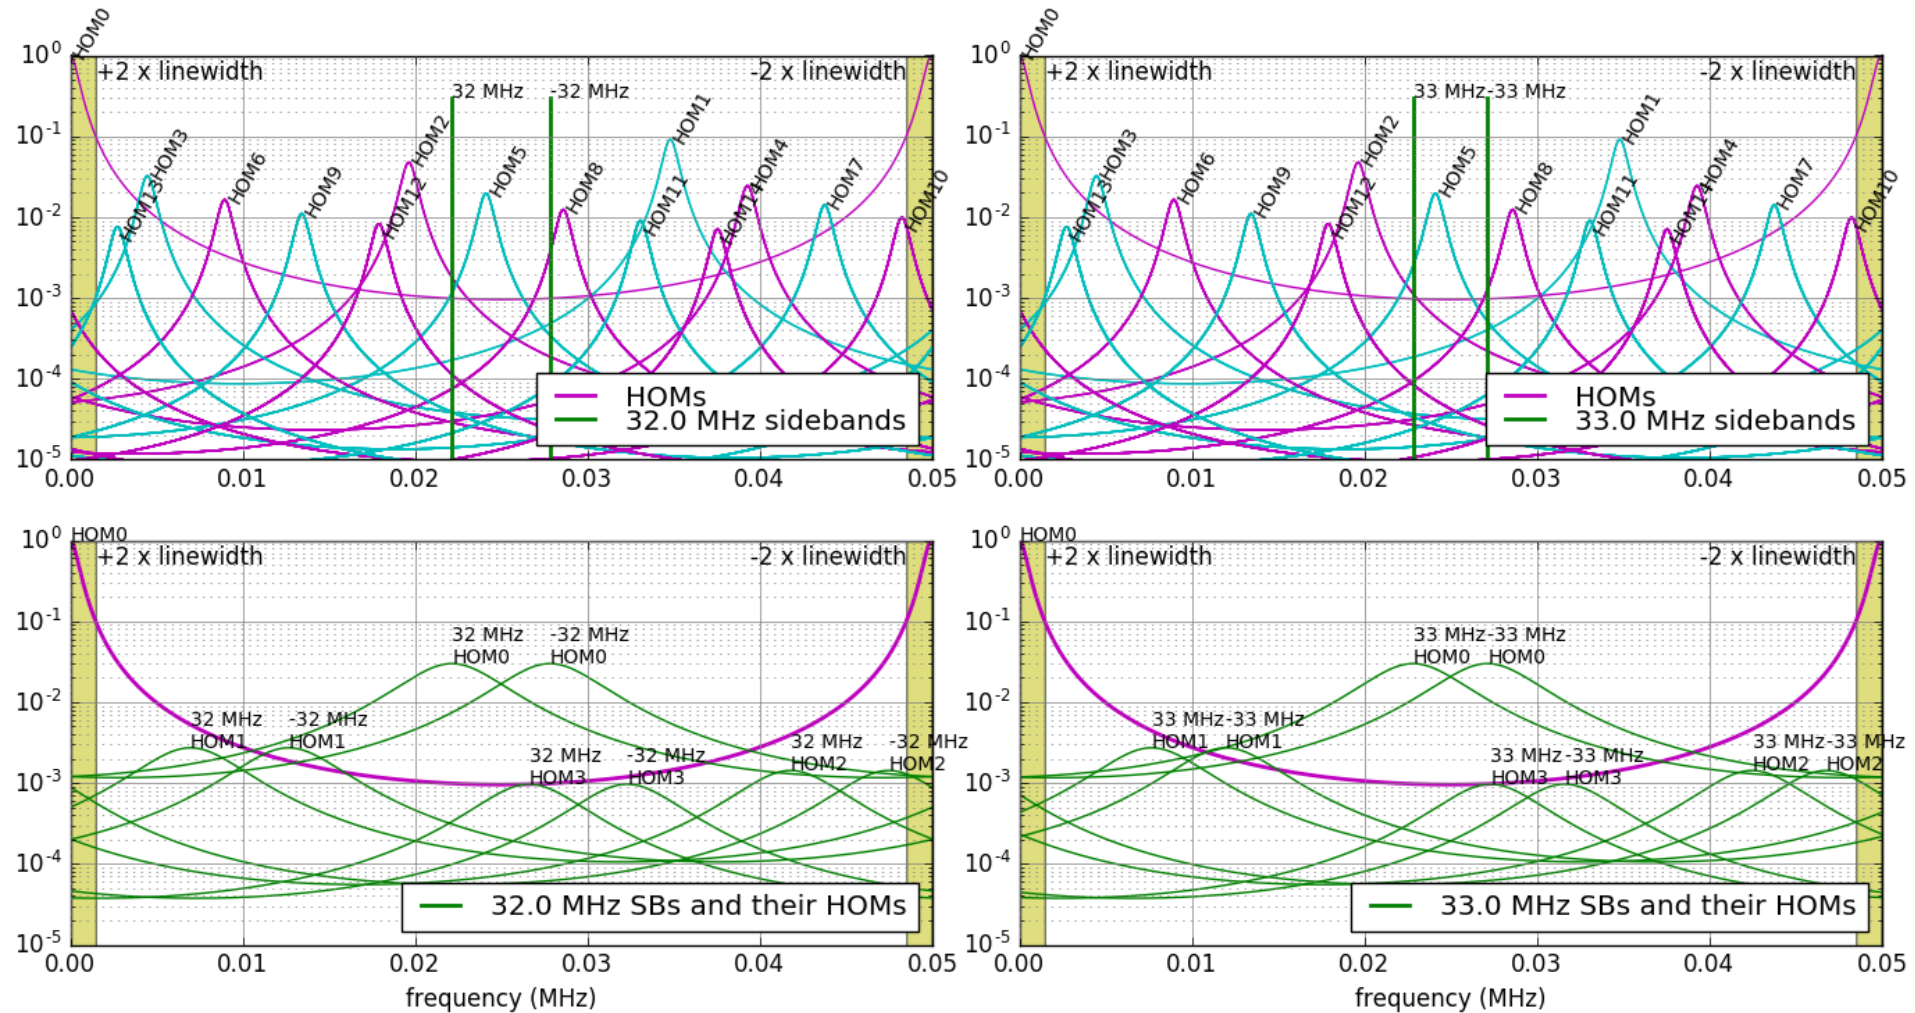 HOM0
10^0
+2 x linewidth
-2 x linewidth
32 MHz
-32 MHz
10^-1
HOM3
HOM2
HOM1
HOM13
HOM6
HOM9
HOM12
HOM5
HOM8
HOM11
HOM14
HOM4
HOM7
HOM10
10^-2
10^-3
10^-4
10^-5
HOMs
32.0 MHz sidebands
0.00
0.01
0.02
0.03
0.04
0.05
HOM0
10^0
+2 x linewidth
-2 x linewidth
33 MHz
-33 MHz
10^-1
HOM3
HOM2
HOM1
HOM13
HOM6
HOM9
HOM12
HOM5
HOM8
HOM11
HOM14
HOM4
HOM7
HOM10
10^-2
10^-3
10^-4
10^-5
HOMs
33.0 MHz sidebands
0.00
0.01
0.02
0.03
0.04
0.05
HOM0
10^0
+2 x linewidth
-2 x linewidth
10^-1
32 MHz
HOM0
-32 MHz
HOM0
10^-2
32 MHz
HOM1
-32 MHz
HOM1
32 MHz
HOM3
-32 MHz
HOM3
32 MHz
HOM2
-32 MHz
HOM2
10^-3
10^-4
10^-5
32.0 MHz SBs and their HOMs
0.00
0.01
0.02
0.03
0.04
0.05
frequency (MHz)
HOM0
10^0
+2 x linewidth
-2 x linewidth
10^-1
33 MHz
HOM0
-33 MHz
HOM0
10^-2
33 MHz
HOM1
-33 MHz
HOM1
33 MHz
HOM3
-33 MHz
HOM3
33 MHz
HOM2
-33 MHz
HOM2
10^-3
10^-4
10^-5
33.0 MHz SBs and their HOMs
0.00
0.01
0.02
0.03
0.04
0.05
frequency (MHz)